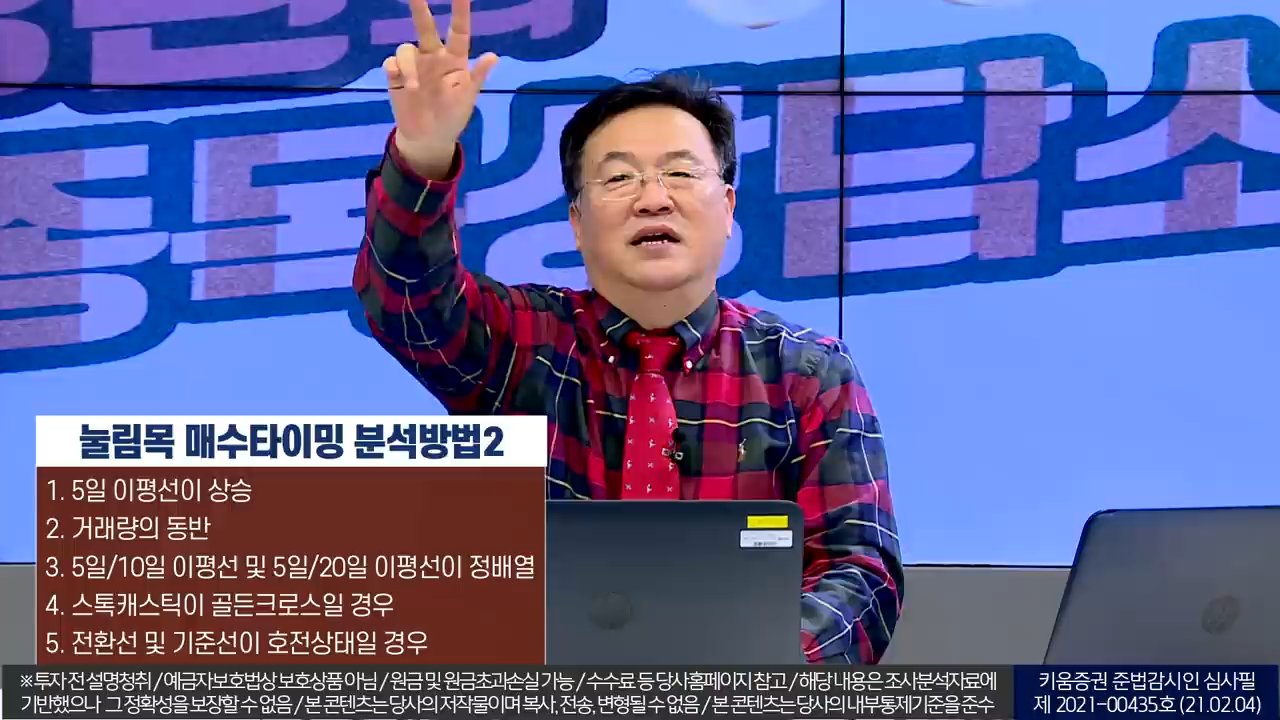 종목상담소
눌림목 매수타이밍 분석방법2
1. 5일 이평선이 상승
2. 거래량의 동반
3. 5일/10일 이평선 및 5일/20일 이평선이 정배열
4. 스톡캐스틱이 골든크로스일 경우
5. 전환선 및 기준선이 호전상태일 경우
※투자 전 설명청취 / 예금자보호법상 보호상품 아님 / 원금 및 원금초과손실 가능 / 수수료 등 당사홈페이지 참고 / 해당 내용은 조사분석자료에
기반했으나 그 정확성을 보장할 수 없음 / 본 콘텐츠는 당사의 저작물이며 복사, 전송, 변형될 수 없음 / 본 콘텐츠는 당사의 내부통제기준을 준수
키움증권 준법감시인 심사필
제 2021-00435호 (21.02.04)